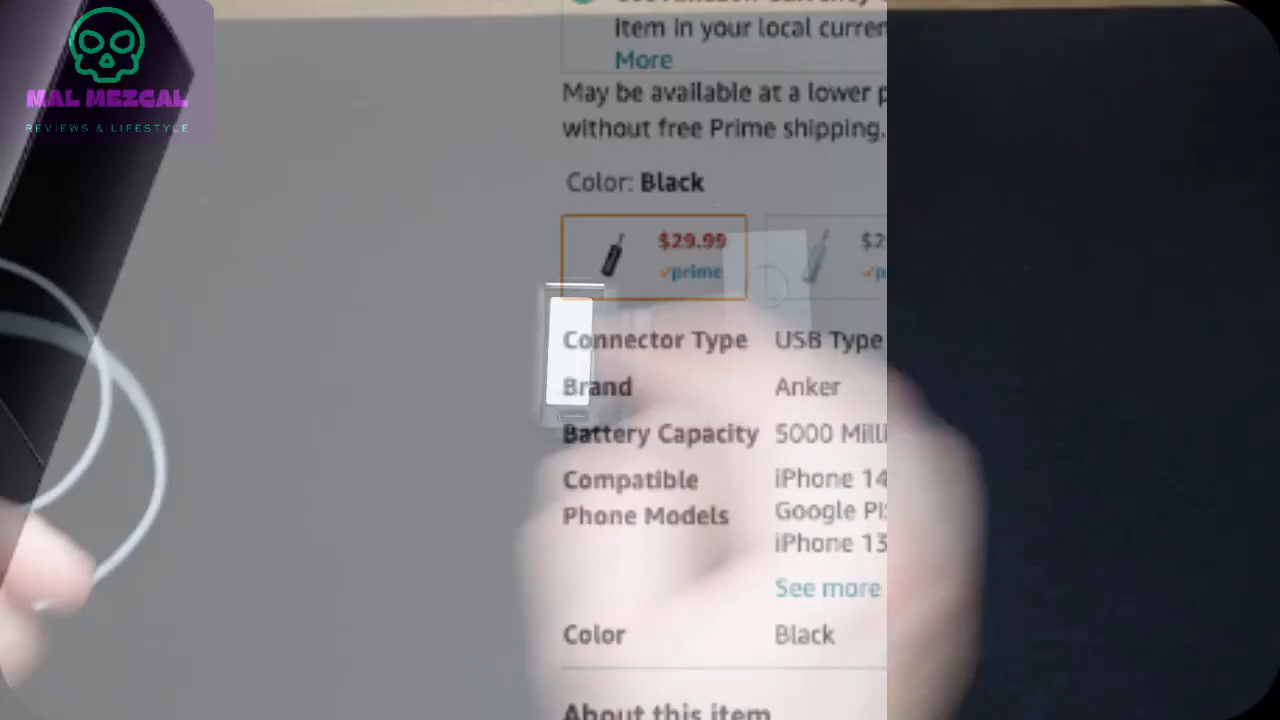 MAL MEZCAL
REVIEWS & LIFESTYLE
item in your local curren
More
May be available at a lower p
without free Prime shipping.
Color: Black
$29.99
prime
$2
Connector Type USB Type
Brand Anker
Battery Capacity 5000 Milli
Compatible Phone Models iPhone 14
Google Pi
iPhone 13
See more
Color Black
About this item